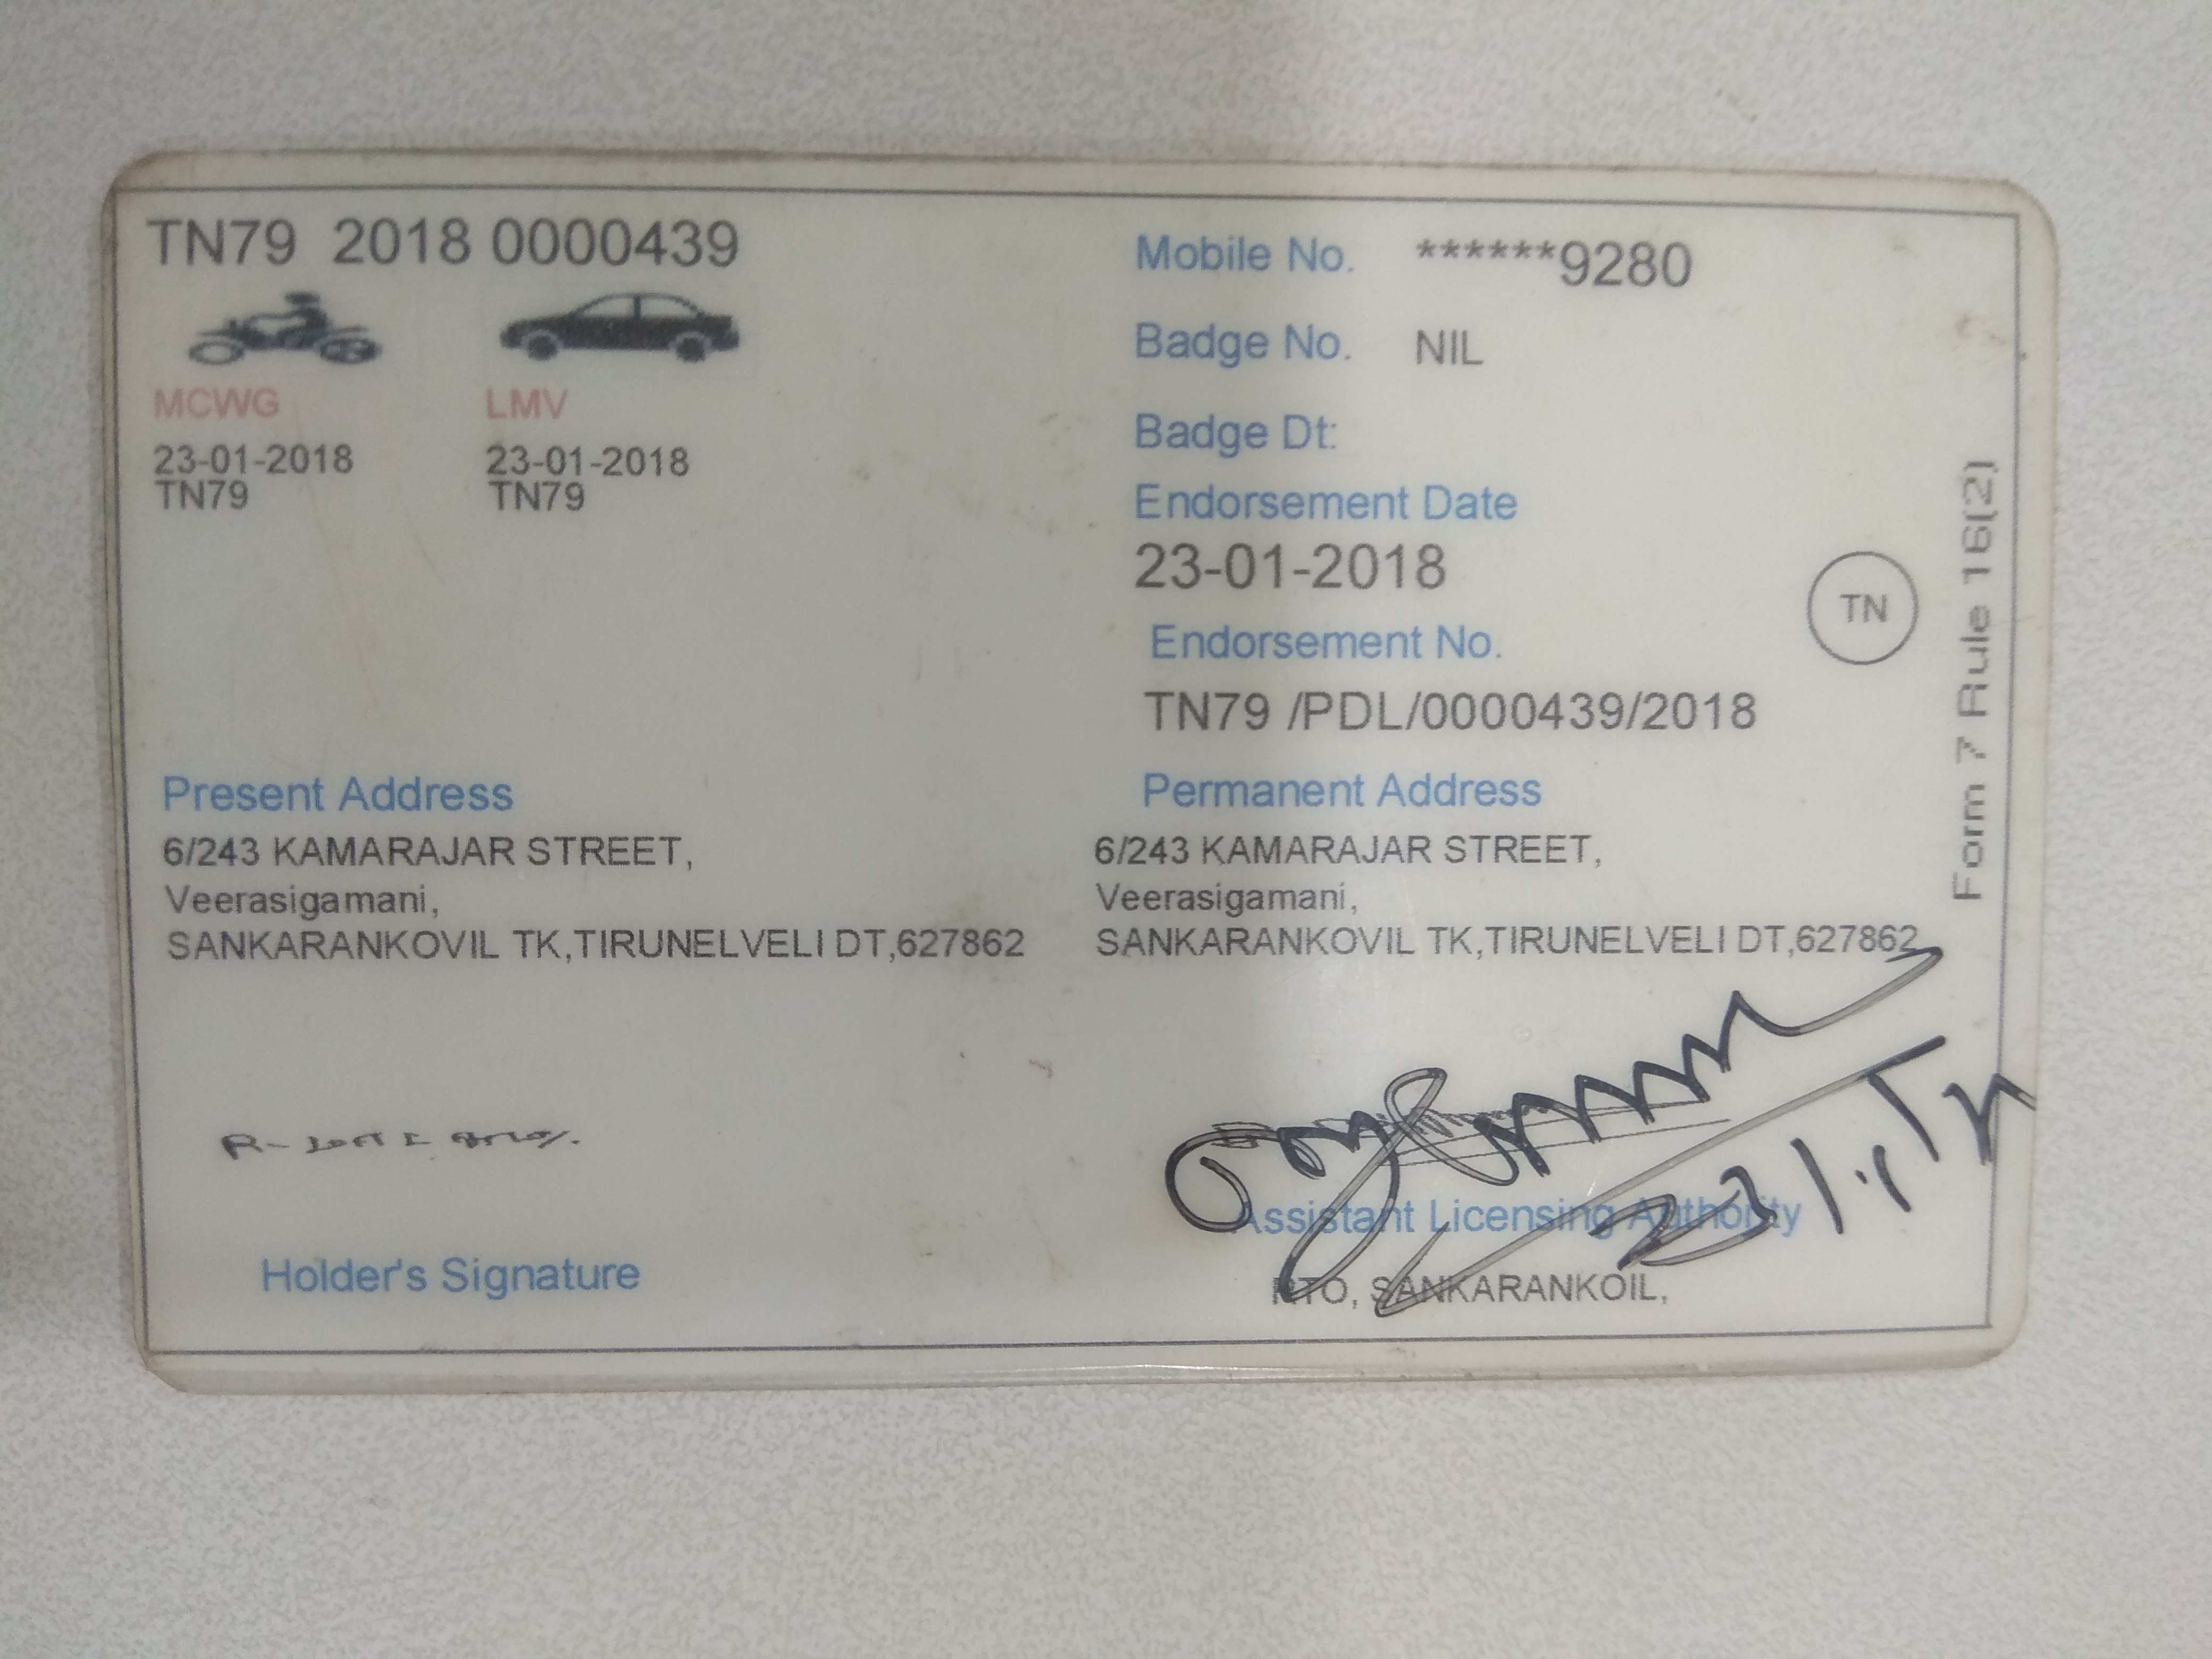 TN79 2018 0000439
MCWG
23-01-2018
TN79
LMV
23-01-2018
TN79
Mobile No. ******9280
Badge No. NIL
Badge Dt:
Endorsement Date
23-01-2018
Endorsement No.
TN79 /PDL/0000439/2018
TN
Form 7 Rule 16(2)
Present Address
6/243 KAMARAJAR STREET,
Veerasigamani,
SANKARANKOVIL TK,TIRUNELVELI DT,627862
Permanent Address
6/243 KAMARAJAR STREET,
Veerasigamani,
SANKARANKOVIL TK,TIRUNELVELI DT,627862
Holder's Signature
Assistant Licensing Authority
RTO, SANKARANKOIL,